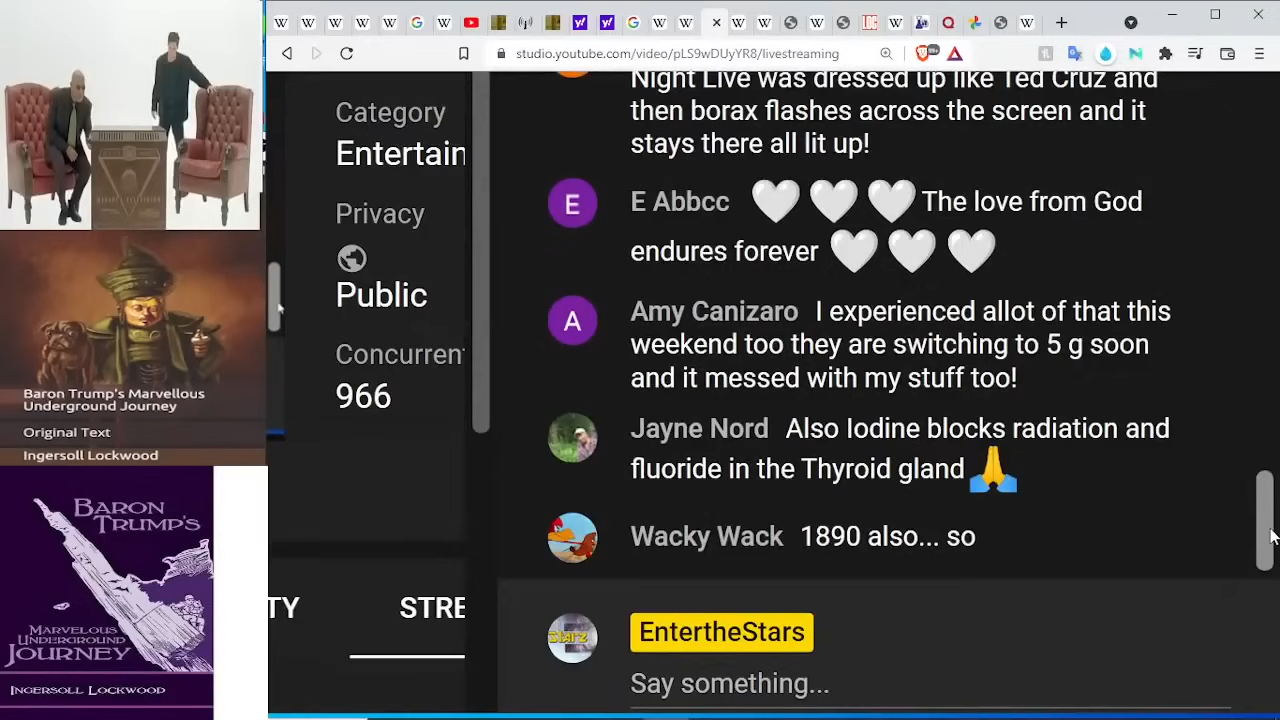 studio.youtube.com/video/pLS9wDUyYR8/livestreaming
99+
Baron Trump's Marvellous
Underground Journey
Original Text
Ingersoll Lockwood
BARON
TRUMP'S
MARVELOUS
UNDERGROUND
JOURNEY
INGERSOLL LOCKWOOD
Category
Entertain
Privacy
Public
Concurrent
966
TY
STRE
Night Live was dressed up like Ted Cruz and
then borax flashes across the screen and it
stays there all lit up!
E
E Abbcc 🤍🤍🤍The love from God
endures forever 🤍🤍🤍
A
Amy Canizaro I experienced allot of that this
weekend too they are switching to 5 g soon
and it messed with my stuff too!
Jayne Nord Also Iodine blocks radiation and
fluoride in the Thyroid gland🙏
Wacky Wack 1890 also... so
Starz
EntertheStars
Say something...